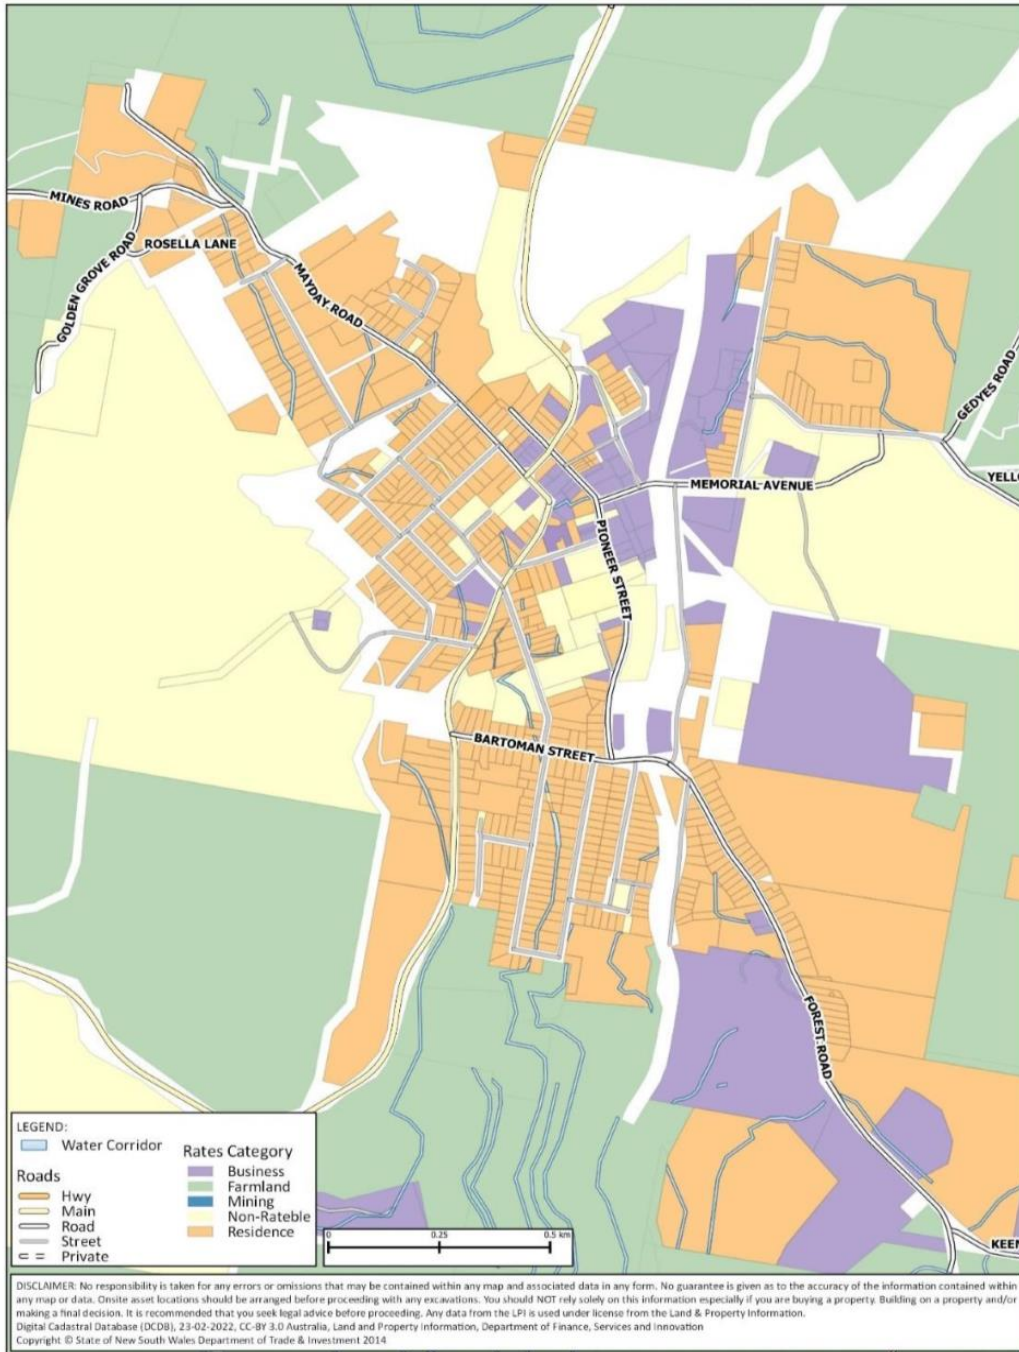 MINES ROAD
ROSELLA LANE
GOLDEN GROVE ROAD
MAYDAY ROAD
GEDYES ROAD
YELL
MEMORIAL AVENUE
PIONEER STREET
BARTOMAN STREET
FOREST ROAD
KEEN
LEGEND:
Water Corridor
Roads
Hwy
Main
Road
Street
Private
Rates Category
Business
Farmland
Mining
Non-Rateble
Residence
0 0.25 0.5 km
DISCLAIMER: No responsibility is taken for any errors or omissions that may be contained within any map and associated data in any form. No guarantee is given as to the accuracy of the information contained within
any map or data. Onsite asset locations should be arranged before proceeding with any excavations. You should NOT rely solely on this information especially if you are buying a property. Building on a property and/or
making a final decision. It is recommended that you seek legal advice before proceeding. Any data from the LPI is used under license from the Land & Property Information.
Digital Cadastral Database (DCDB), 23-02-2022, CC-BY 3.0 Australia, Land and Property Information, Department of Finance, Services and Innovation
Copyright © State of New South Wales Department of Trade & Investment 2014